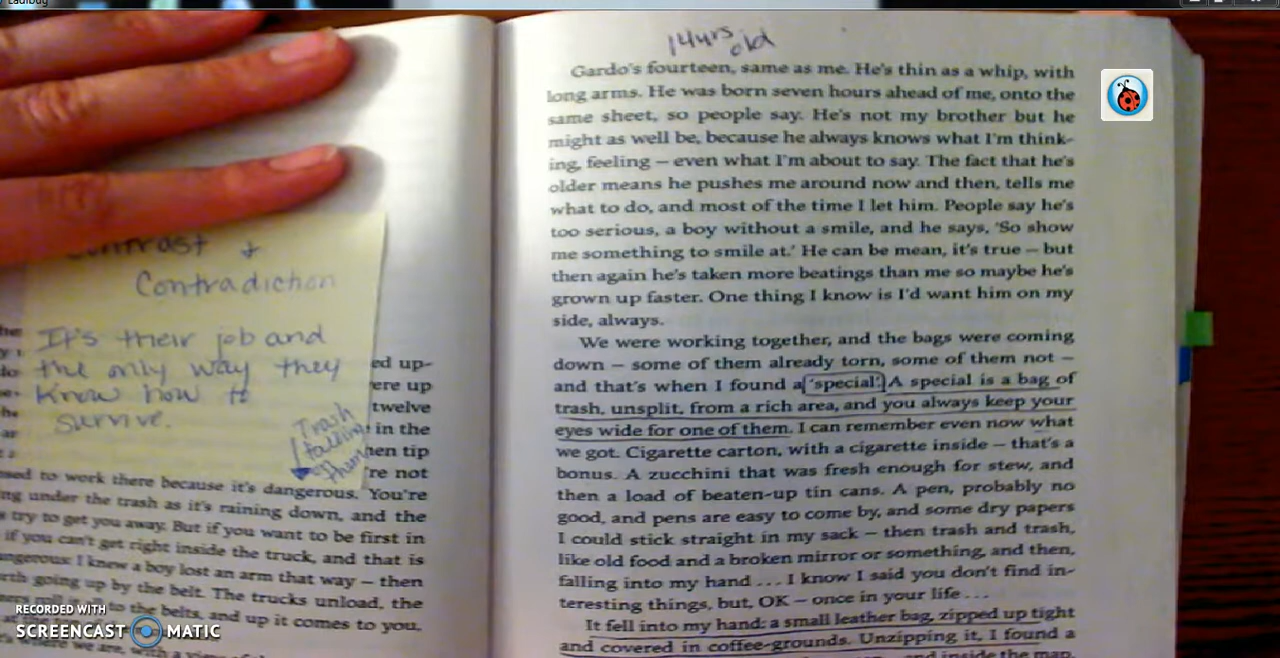 Ladibug
Contrast +
Contradiction
It's their job and
the only way they
know how to
survive.
Trash
falling
ed up-
ere up
twelve
in the
hen tip
're not
sed to work there because it's dangerous. You're
ng under the trash as it's raining down, and the
try to get you away. But if you want to be first in
if you can't get right inside the truck, and that is
ngerous: I knew a boy lost an arm that way – then
rth going up by the belt. The trucks unload, the
to the belts, and up it comes to you,
where we are, with a view of
RECORDED WITH
SCREENCAST MATIC
14yrs
old
Gardo's fourteen, same as me. He's thin as a whip, with
long arms. He was born seven hours ahead of me, onto the
same sheet, so people say. He's not my brother but he
might as well be, because he always knows what I'm think-
ing, feeling – even what I'm about to say. The fact that he's
older means he pushes me around now and then, tells me
what to do, and most of the time I let him. People say he's
too serious, a boy without a smile, and he says, 'So show
me something to smile at.' He can be mean, it's true – but
then again he's taken more beatings than me so maybe he's
grown up faster. One thing I know is I'd want him on my
side, always.
We were working together, and the bags were coming
down – some of them already torn, some of them not –
and that's when I found a 'special'. A special is a bag of
trash, unsplit, from a rich area, and you always keep your
eyes wide for one of them. I can remember even now what
we got. Cigarette carton, with a cigarette inside – that's a
bonus. A zucchini that was fresh enough for stew, and
then a load of beaten-up tin cans. A pen, probably no
good, and pens are easy to come by, and some dry papers
I could stick straight in my sack – then trash and trash,
like old food and a broken mirror or something, and then,
falling into my hand ... I know I said you don't find in-
teresting things, but, OK – once in your life ...
It fell into my hand: a small leather bag, zipped up tight
and covered in coffee-grounds. Unzipping it, I found a
and inside the map,